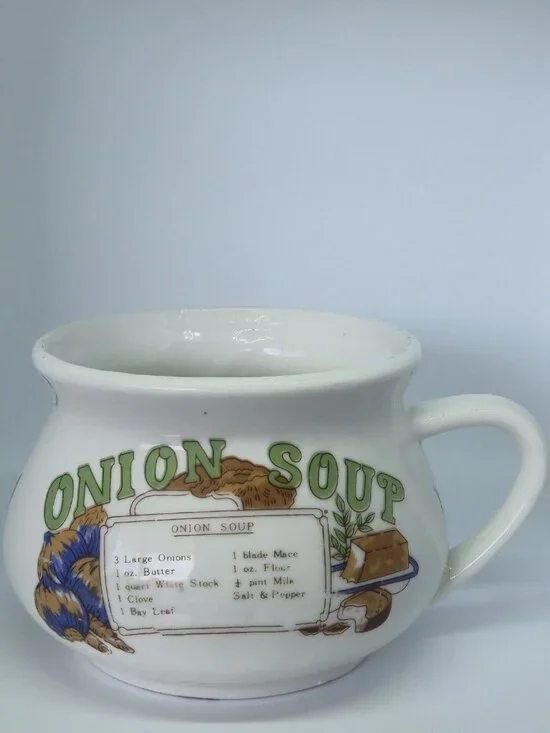 ONION SOUP
ONION SOUP
3 Large Onions
1 oz. Butter
1 quart White Stock
1 Clove
1 Bay Leaf
1 blade Mace
1 oz. Flour
½ pint Milk
Salt & Pepper